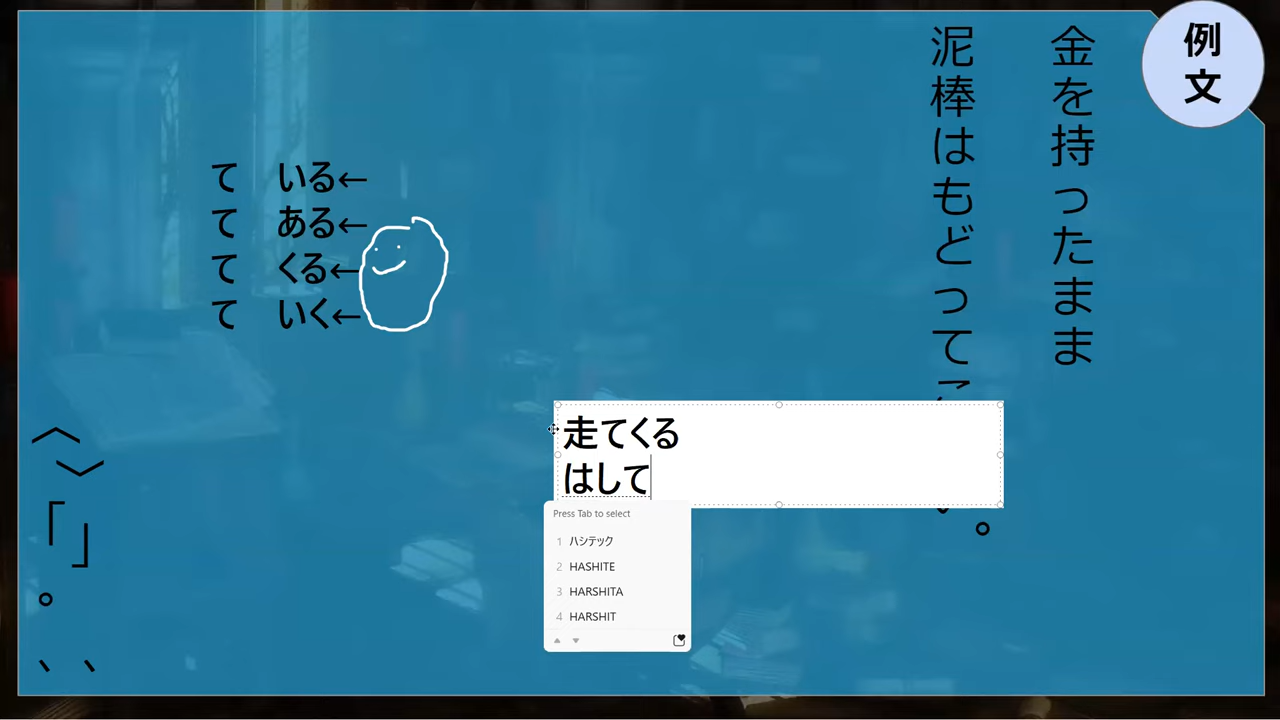 例文
金を持ったまま
泥棒はもどってこ
。
て いる←
て ある←
て くる←
て いく←
走てくる
はして
Press Tab to select
1 ハシテック
2 HASHITE
3 HARSHITA
4 HARSHIT
︿﹀
「」
。
、、